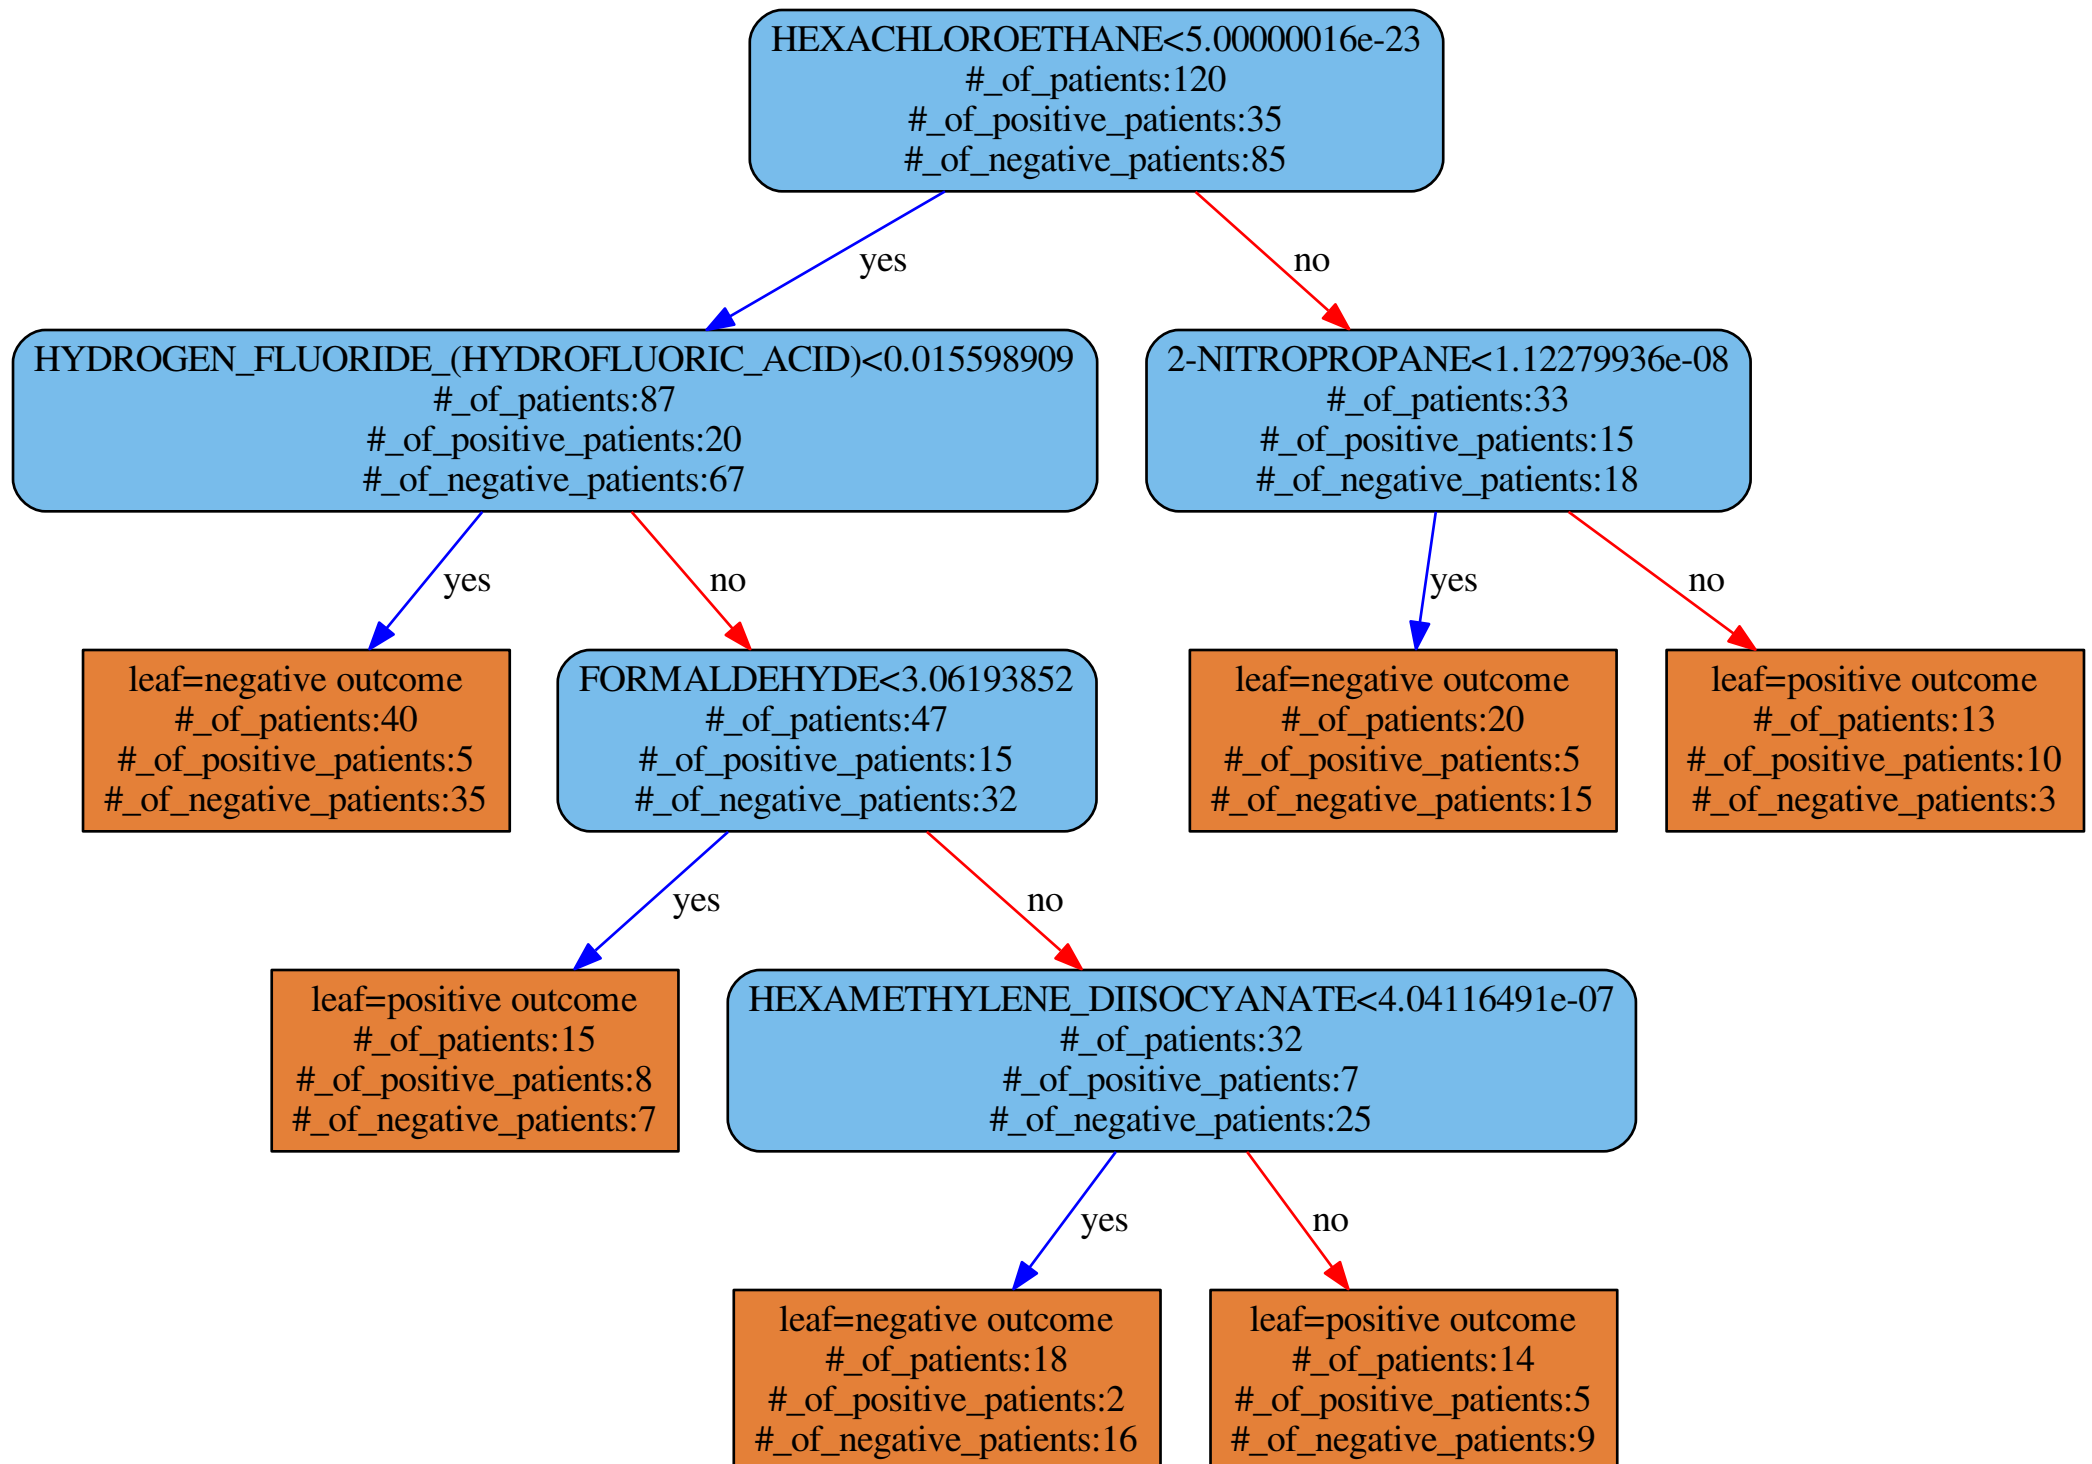 HEXACHLOROETHANE<5.00000016e-23
#_of_patients:120
#_of_positive_patients:35
#_of_negative_patients:85
yes
no
HYDROGEN_FLUORIDE_(HYDROFLUORIC_ACID)<0.015598909
#_of_patients:87
#_of_positive_patients:20
#_of_negative_patients:67
2-NITROPROPANE<1.12279936e-08
#_of_patients:33
#_of_positive_patients:15
#_of_negative_patients:18
yes
no
yes
no
leaf=negative outcome
#_of_patients:40
#_of_positive_patients:5
#_of_negative_patients:35
FORMALDEHYDE<3.06193852
#_of_patients:47
#_of_positive_patients:15
#_of_negative_patients:32
leaf=negative outcome
#_of_patients:20
#_of_positive_patients:5
#_of_negative_patients:15
leaf=positive outcome
#_of_patients:13
#_of_positive_patients:10
#_of_negative_patients:3
yes
no
leaf=positive outcome
#_of_patients:15
#_of_positive_patients:8
#_of_negative_patients:7
HEXAMETHYLENE_DIISOCYANATE<4.04116491e-07
#_of_patients:32
#_of_positive_patients:7
#_of_negative_patients:25
yes
no
leaf=negative outcome
#_of_patients:18
#_of_positive_patients:2
#_of_negative_patients:16
leaf=positive outcome
#_of_patients:14
#_of_positive_patients:5
#_of_negative_patients:9